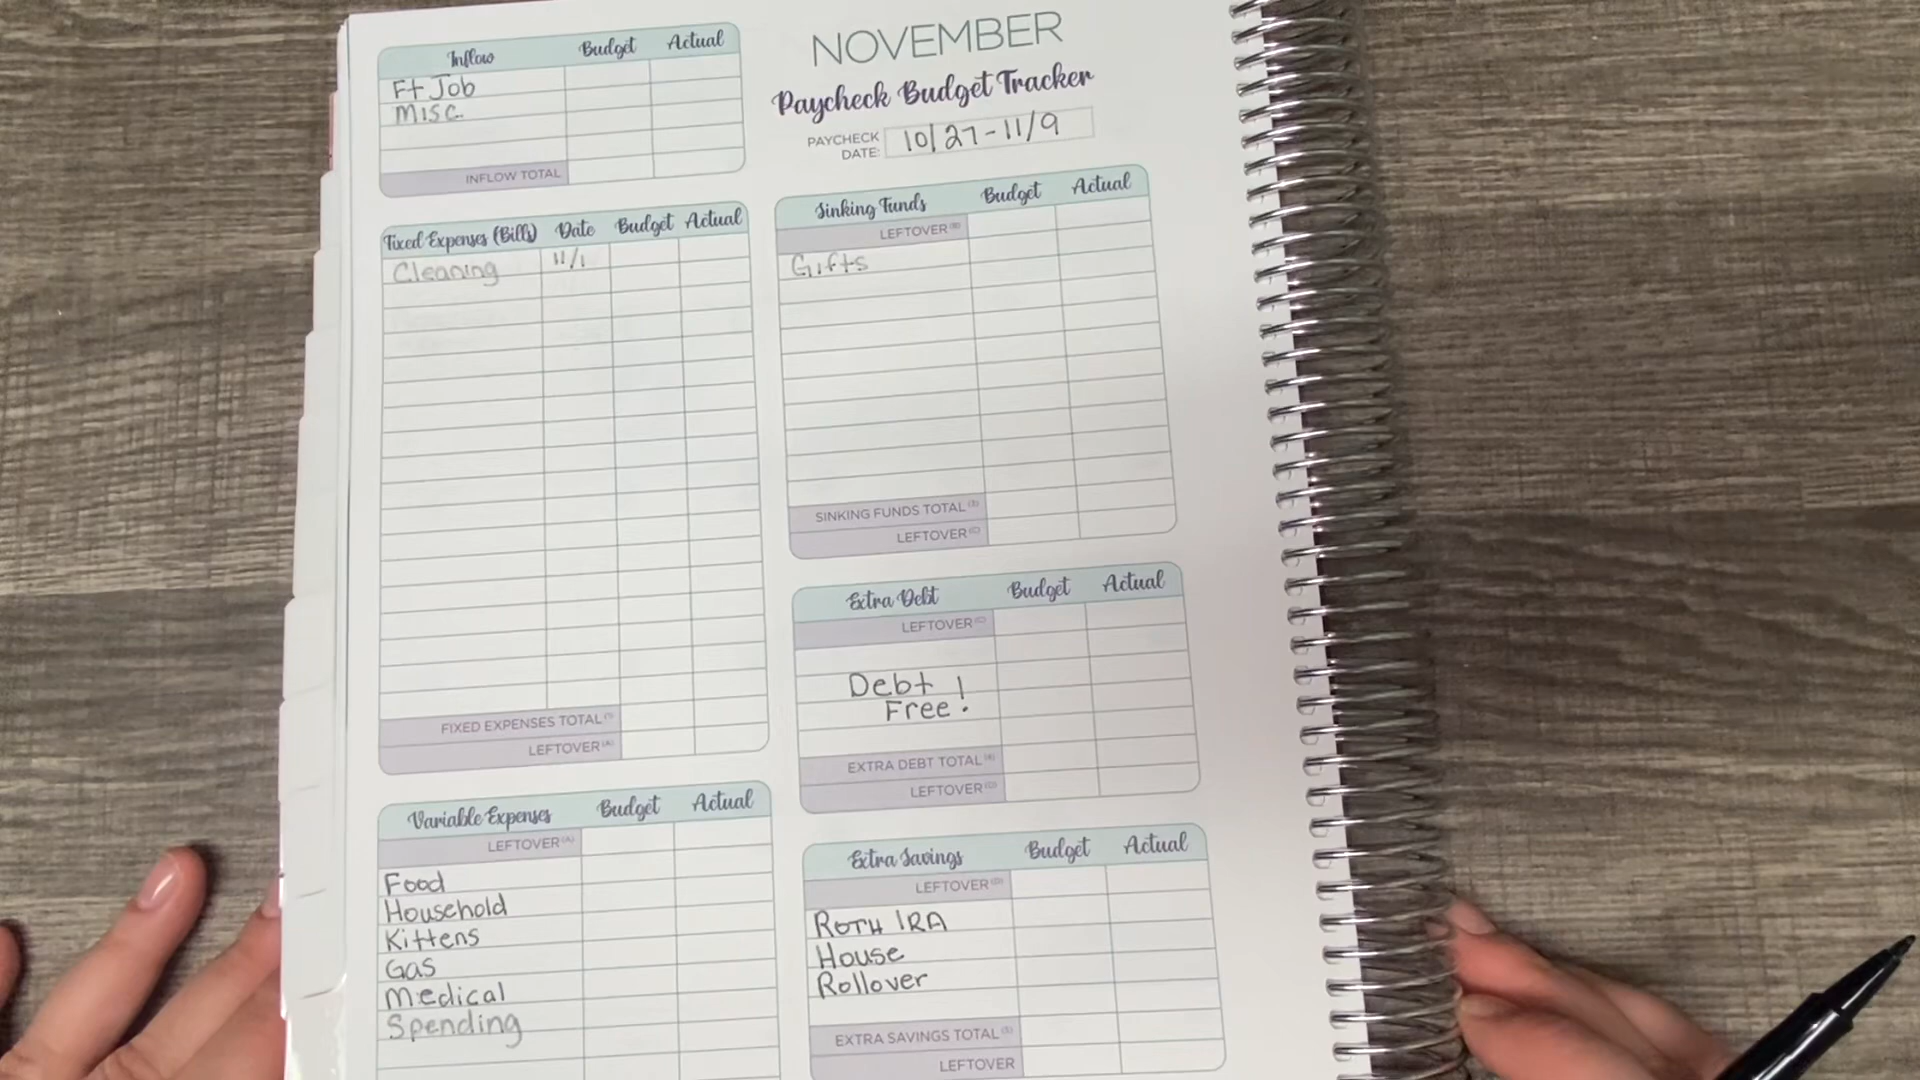 Inflow Budget Actual
Ft Job
Misc.
INFLOW TOTAL
Fixed Expenses (Bills) Date Budget Actual
Cleaning 11/1
FIXED EXPENSES TOTAL
LEFTOVER (A)
Variable Expenses Budget Actual
LEFTOVER (A)
Food
Household
Kittens
Gas
Medical
Spending
NOVEMBER
Paycheck Budget Tracker
PAYCHECK
DATE: 10/27-11/9
Sinking Funds Budget Actual
LEFTOVER (B)
Gifts
SINKING FUNDS TOTAL (3)
LEFTOVER (C)
Extra Debt Budget Actual
LEFTOVER (C)
Debt
Free!
EXTRA DEBT TOTAL (4)
LEFTOVER (D)
Extra Savings Budget Actual
LEFTOVER (D)
ROTH IRA
House
Rollover
EXTRA SAVINGS TOTAL (5)
LEFTOVER